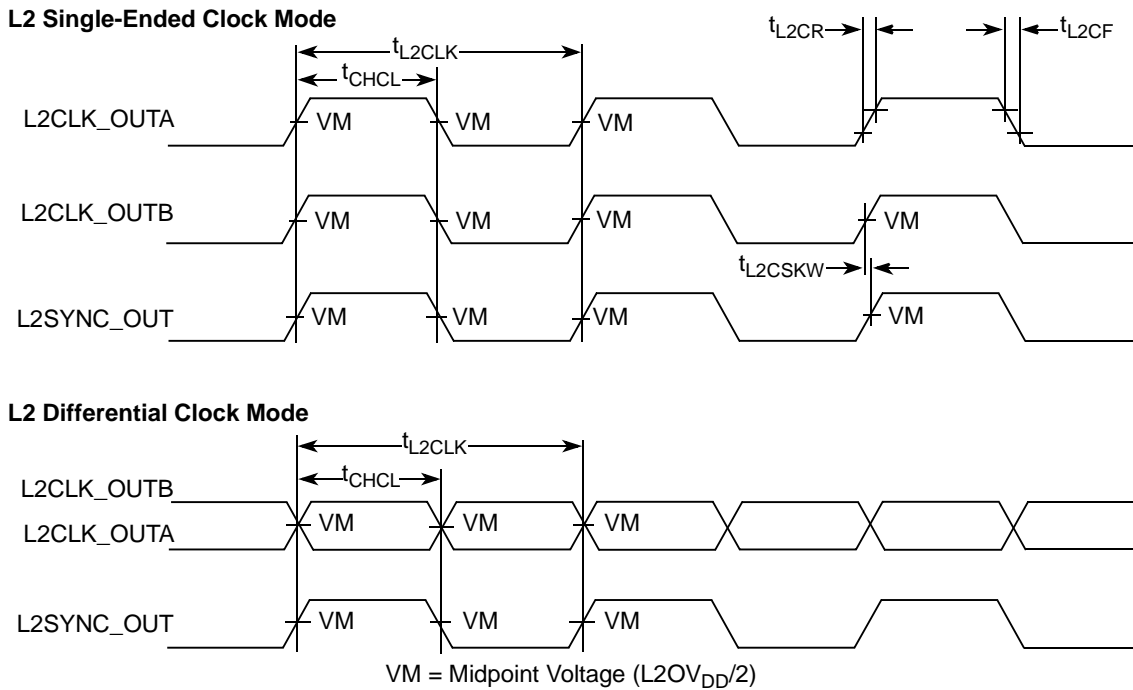 L2 Single-Ended Clock Mode
tL2CLK
tL2CR
tL2CF
tCHCL
L2CLK_OUTA
VM
VM
VM
L2CLK_OUTB
VM
VM
VM
VM
tL2CSKW
L2SYNC_OUT
VM
VM
VM
VM
L2 Differential Clock Mode
tL2CLK
tCHCL
L2CLK_OUTB
L2CLK_OUTA
VM
VM
VM
L2SYNC_OUT
VM
VM
VM
VM = Midpoint Voltage (L2OVDD/2)